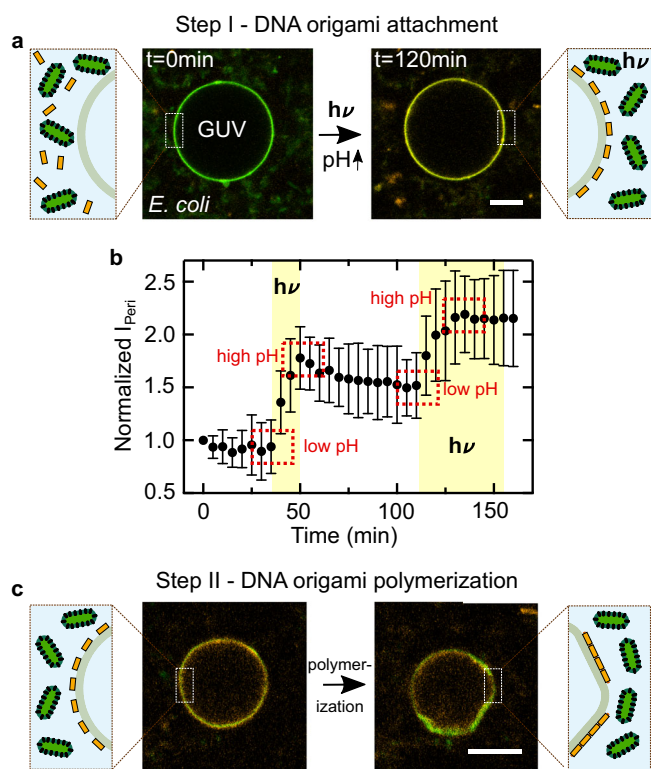 Step I - DNA origami attachment
a
t=0min
GUV
E. coli
hν
pH↑
t=120min
hν
b
Normalized I_Peri
2.5
2.0
1.5
1.0
0.5
hν
high pH
low pH
high pH
low pH
hν
0
50
100
150
Time (min)
Step II - DNA origami polymerization
c
polymer-
ization